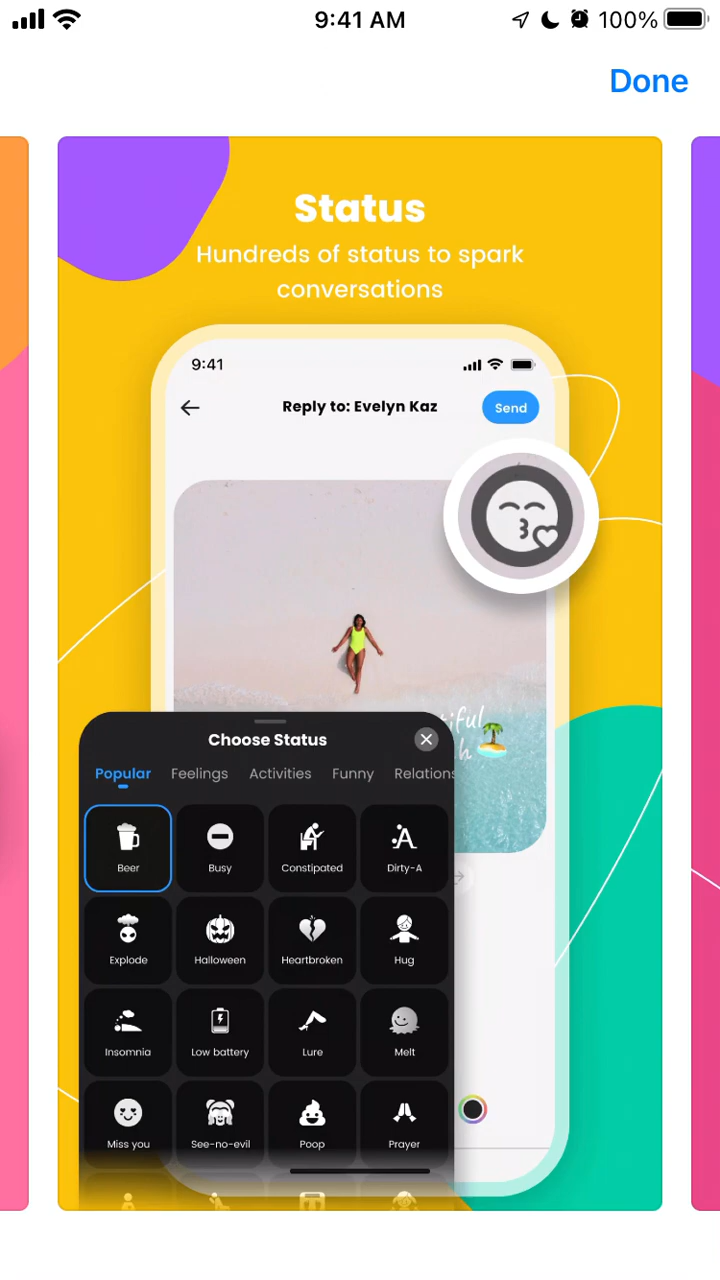 9:41 AM
100%
Done
Status
Hundreds of status to spark
conversations
9:41
Reply to: Evelyn Kaz
Send
Choose Status
Popular Feelings Activities Funny Relations
Beer Busy Constipated Dirty-A
Explode Halloween Heartbroken Hug
Insomnia Low battery Lure Melt
Miss you See-no-evil Poop Prayer